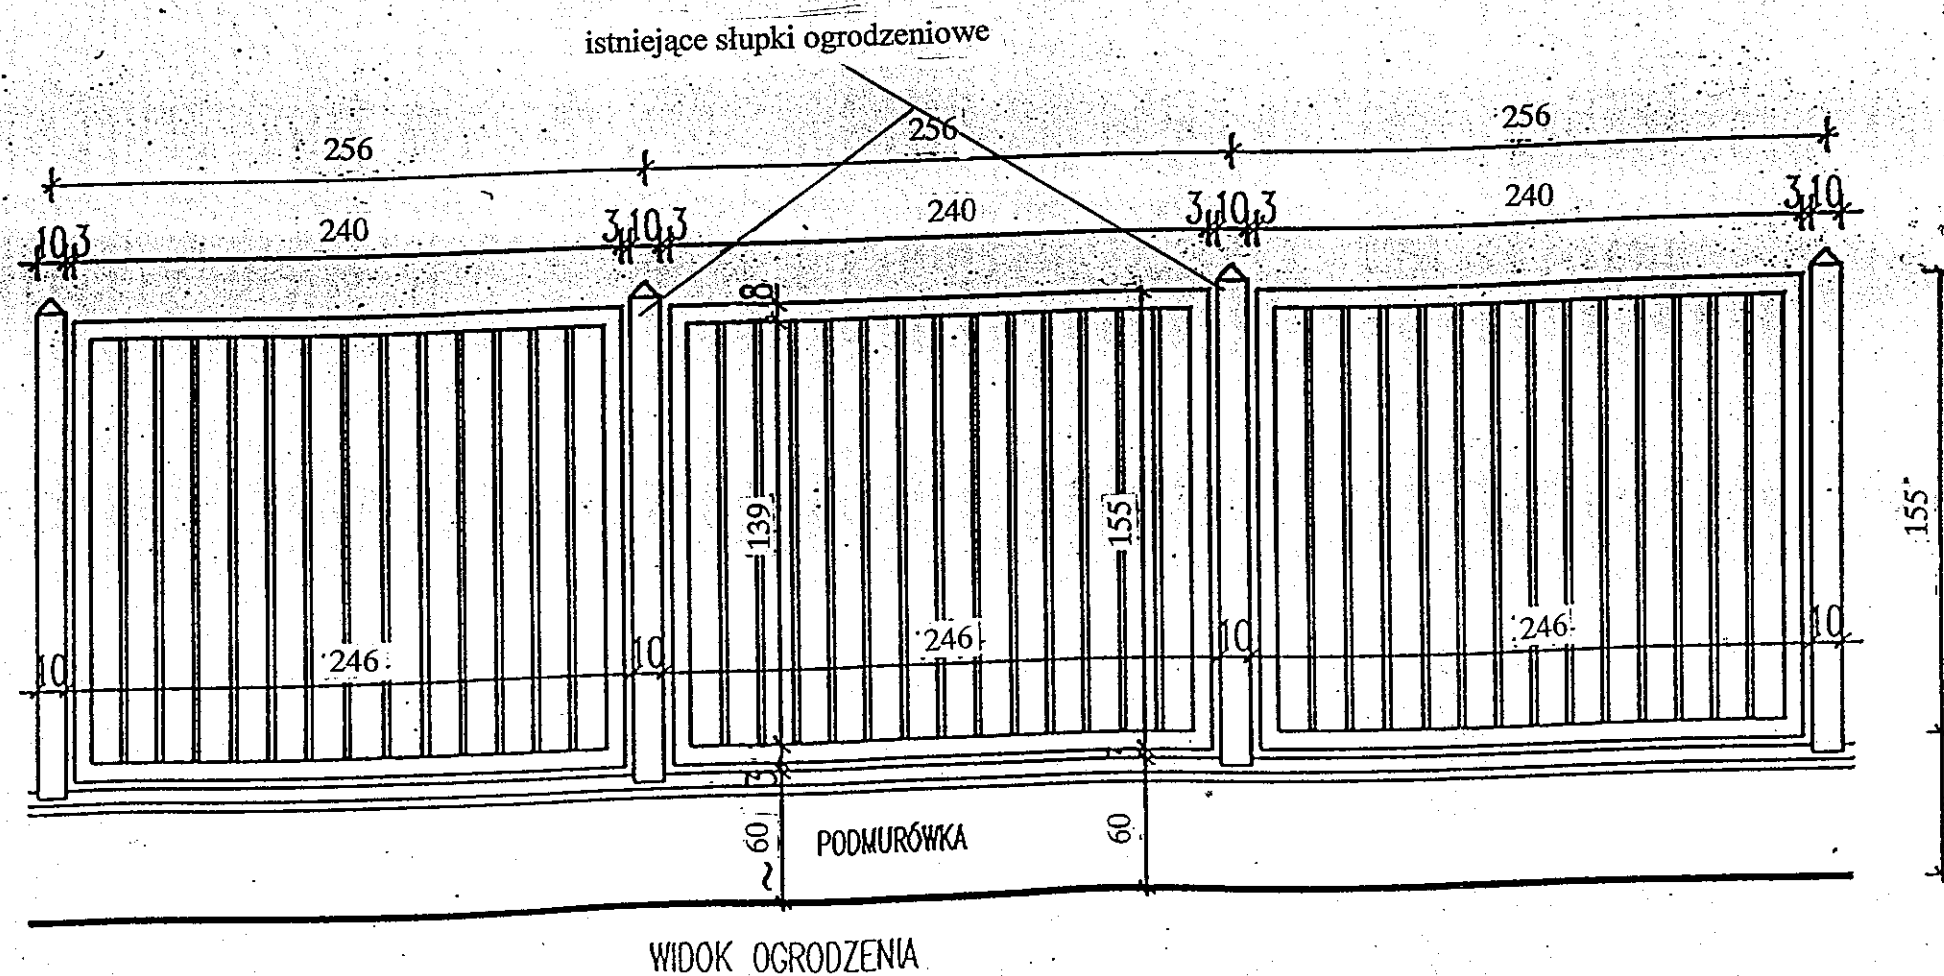 istniejące słupki ogrodzeniowe
256 256 256
10 3 240 3 10 3 240 3 10 3 240 3 10
8
139 155 155
10 246 10 246 10 246 10
~60 PODMURÓWKA 60
WIDOK OGRODZENIA